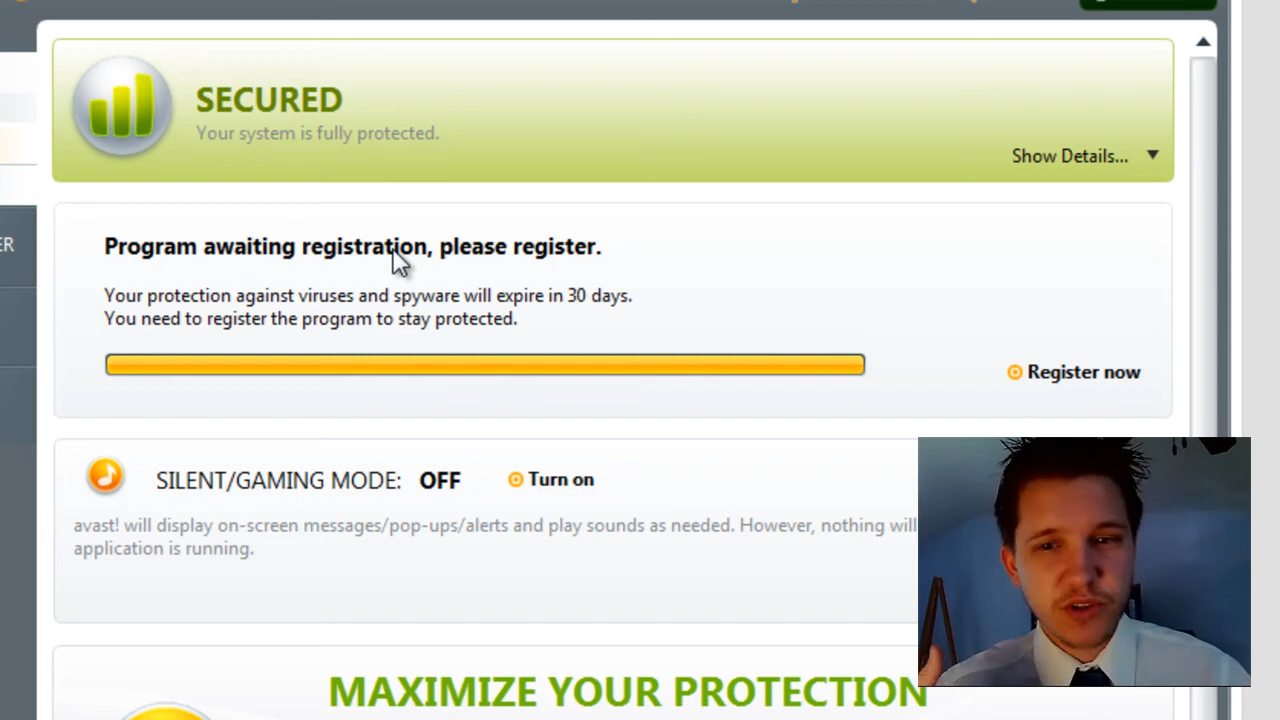 SECURED
Your system is fully protected.
Show Details...
ER
Program awaiting registration, please register.
Your protection against viruses and spyware will expire in 30 days.
You need to register the program to stay protected.
Register now
SILENT/GAMING MODE: OFF Turn on
avast! will display on-screen messages/pop-ups/alerts and play sounds as needed. However, nothing will
application is running.
MAXIMIZE YOUR PROTECTION